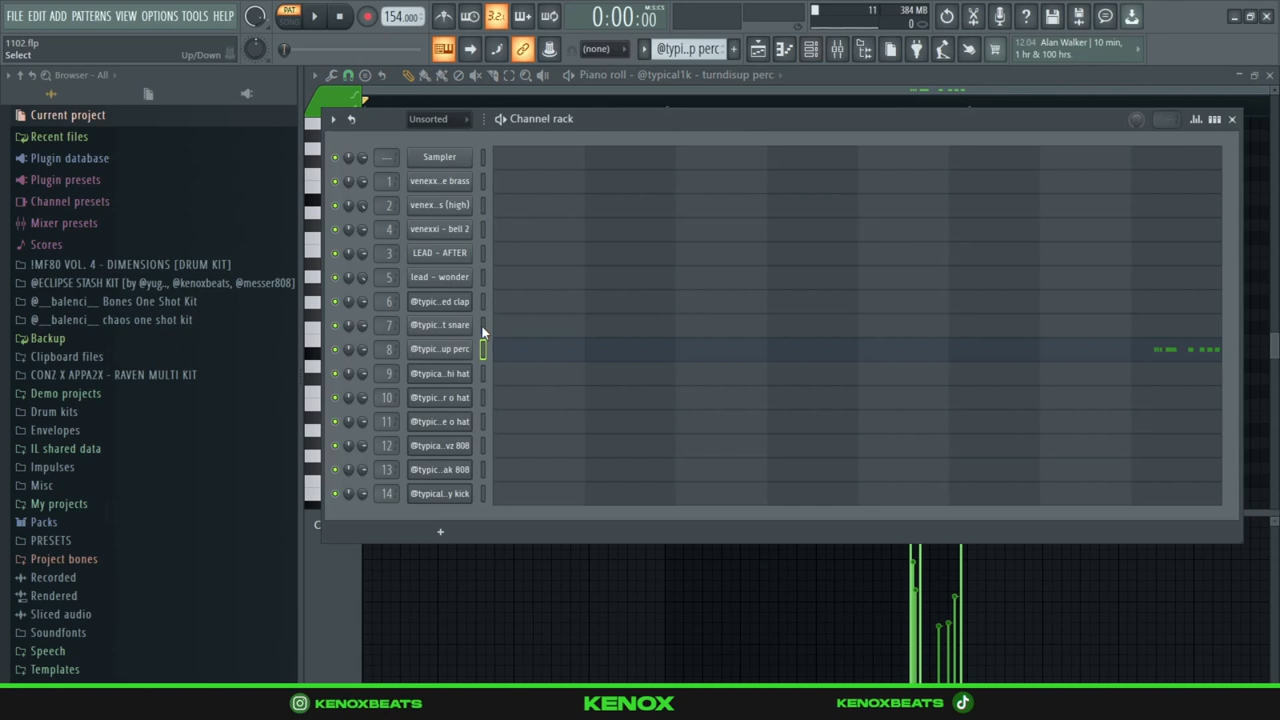 FILE EDIT ADD PATTERNS VIEW OPTIONS TOOLS HELP
PAT
SONG
154.000
3.2
0:00:00
M:S:CS
11
384 MB
0
1102.flp
Select
Up/Down
(none)
@typi..p perc
12:04 Alan Walker | 10 min,
1 hr & 100 hrs.
Browser - All
Piano roll - @typical1k - turndisup perc
Current project
Recent files
Plugin database
Plugin presets
Channel presets
Mixer presets
Scores
!MF80 VOL. 4 - DIMENSIONS [DRUM KIT]
@ECLIPSE STASH KIT [by @yug.., @kenoxbeats, @messer808]
@__balenci__ Bones One Shot Kit
@__balenci__ chaos one shot kit
Backup
Clipboard files
CONZ X APPA2X - RAVEN MULTI KIT
Demo projects
Drum kits
Envelopes
IL shared data
Impulses
Misc
My projects
Packs
PRESETS
Project bones
Recorded
Rendered
Sliced audio
Soundfonts
Speech
Templates
Unsorted
Channel rack
--- Sampler
1 venexx..e brass
2 venex..s (high)
4 venexxi - bell 2
3 LEAD - AFTER
5 lead - wonder
6 @typic..ed clap
7 @typic..t snare
8 @typic..up perc
9 @typica..hi hat
10 @typic..r o hat
11 @typic..e o hat
12 @typica..vz 808
13 @typic..ak 808
14 @typical..y kick
+
C
KENOXBEATS
KENOX
KENOXBEATS